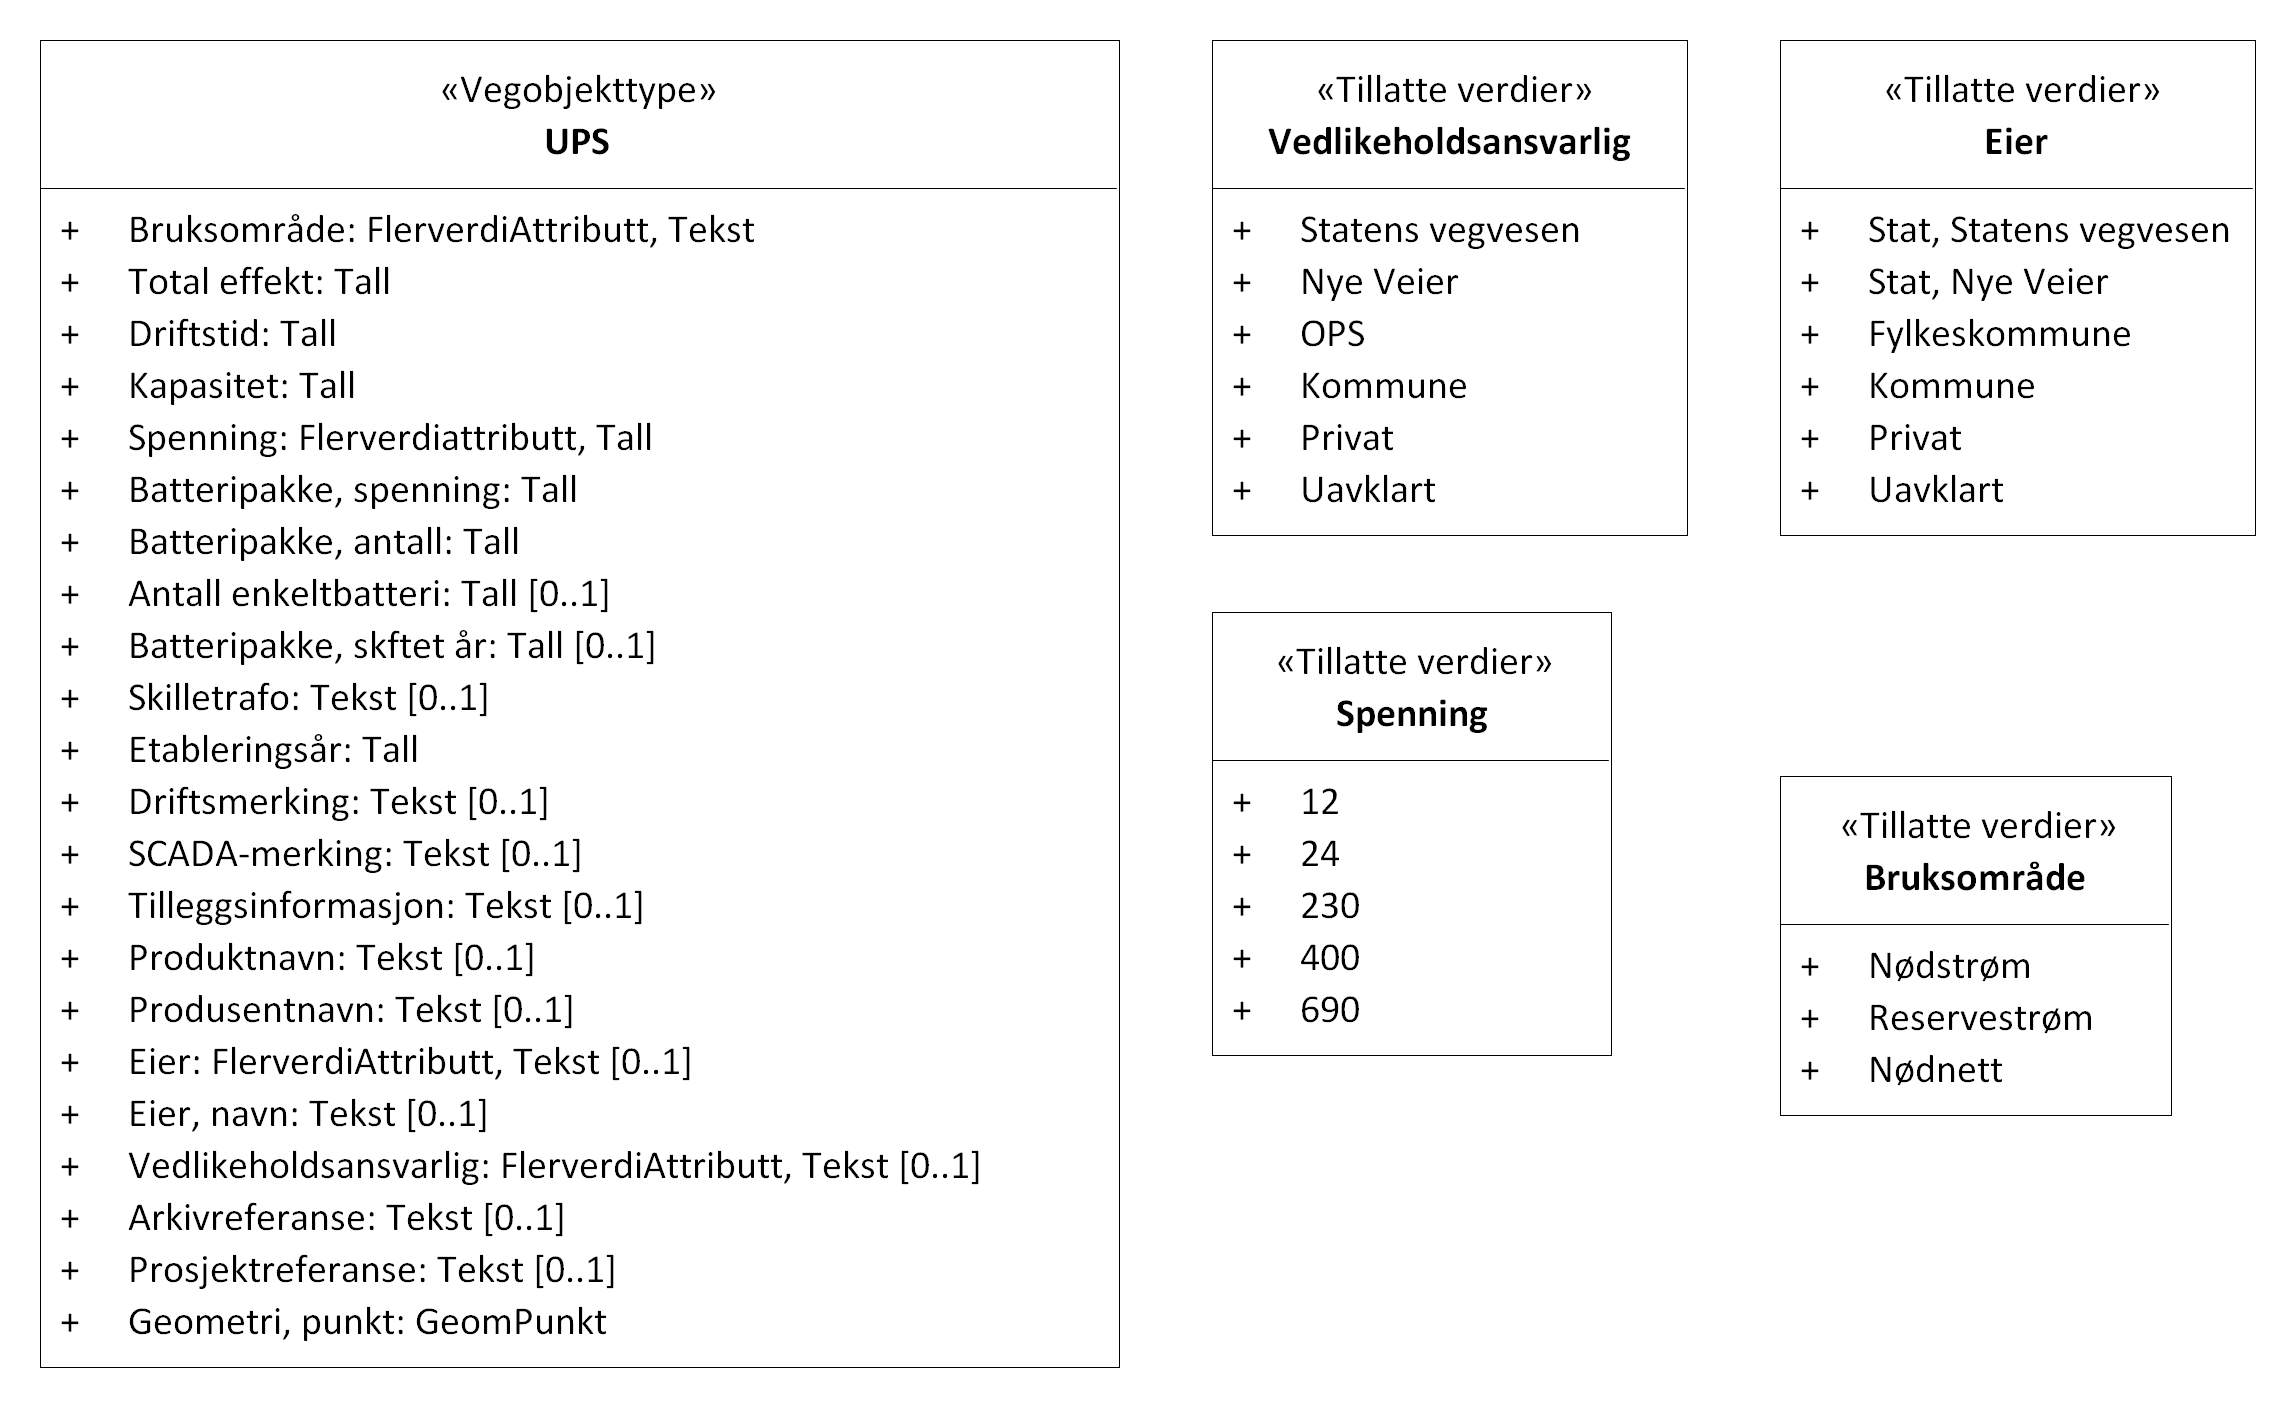 «Vegobjekttype»
UPS
+ Bruksområde: FlerverdiAttributt, Tekst
+ Total effekt: Tall
+ Driftstid: Tall
+ Kapasitet: Tall
+ Spenning: Flerverdiattributt, Tall
+ Batteripakke, spenning: Tall
+ Batteripakke, antall: Tall
+ Antall enkeltbatteri: Tall [0..1]
+ Batteripakke, skftet år: Tall [0..1]
+ Skilletrafo: Tekst [0..1]
+ Etableringsår: Tall
+ Driftsmerking: Tekst [0..1]
+ SCADA-merking: Tekst [0..1]
+ Tilleggsinformasjon: Tekst [0..1]
+ Produktnavn: Tekst [0..1]
+ Produsentnavn: Tekst [0..1]
+ Eier: FlerverdiAttributt, Tekst [0..1]
+ Eier, navn: Tekst [0..1]
+ Vedlikeholdsansvarlig: FlerverdiAttributt, Tekst [0..1]
+ Arkivreferanse: Tekst [0..1]
+ Prosjektreferanse: Tekst [0..1]
+ Geometri, punkt: GeomPunkt
«Tillatte verdier»
Vedlikeholdsansvarlig
+ Statens vegvesen
+ Nye Veier
+ OPS
+ Kommune
+ Privat
+ Uavklart
«Tillatte verdier»
Eier
+ Stat, Statens vegvesen
+ Stat, Nye Veier
+ Fylkeskommune
+ Kommune
+ Privat
+ Uavklart
«Tillatte verdier»
Spenning
+ 12
+ 24
+ 230
+ 400
+ 690
«Tillatte verdier»
Bruksområde
+ Nødstrøm
+ Reservestrøm
+ Nødnett